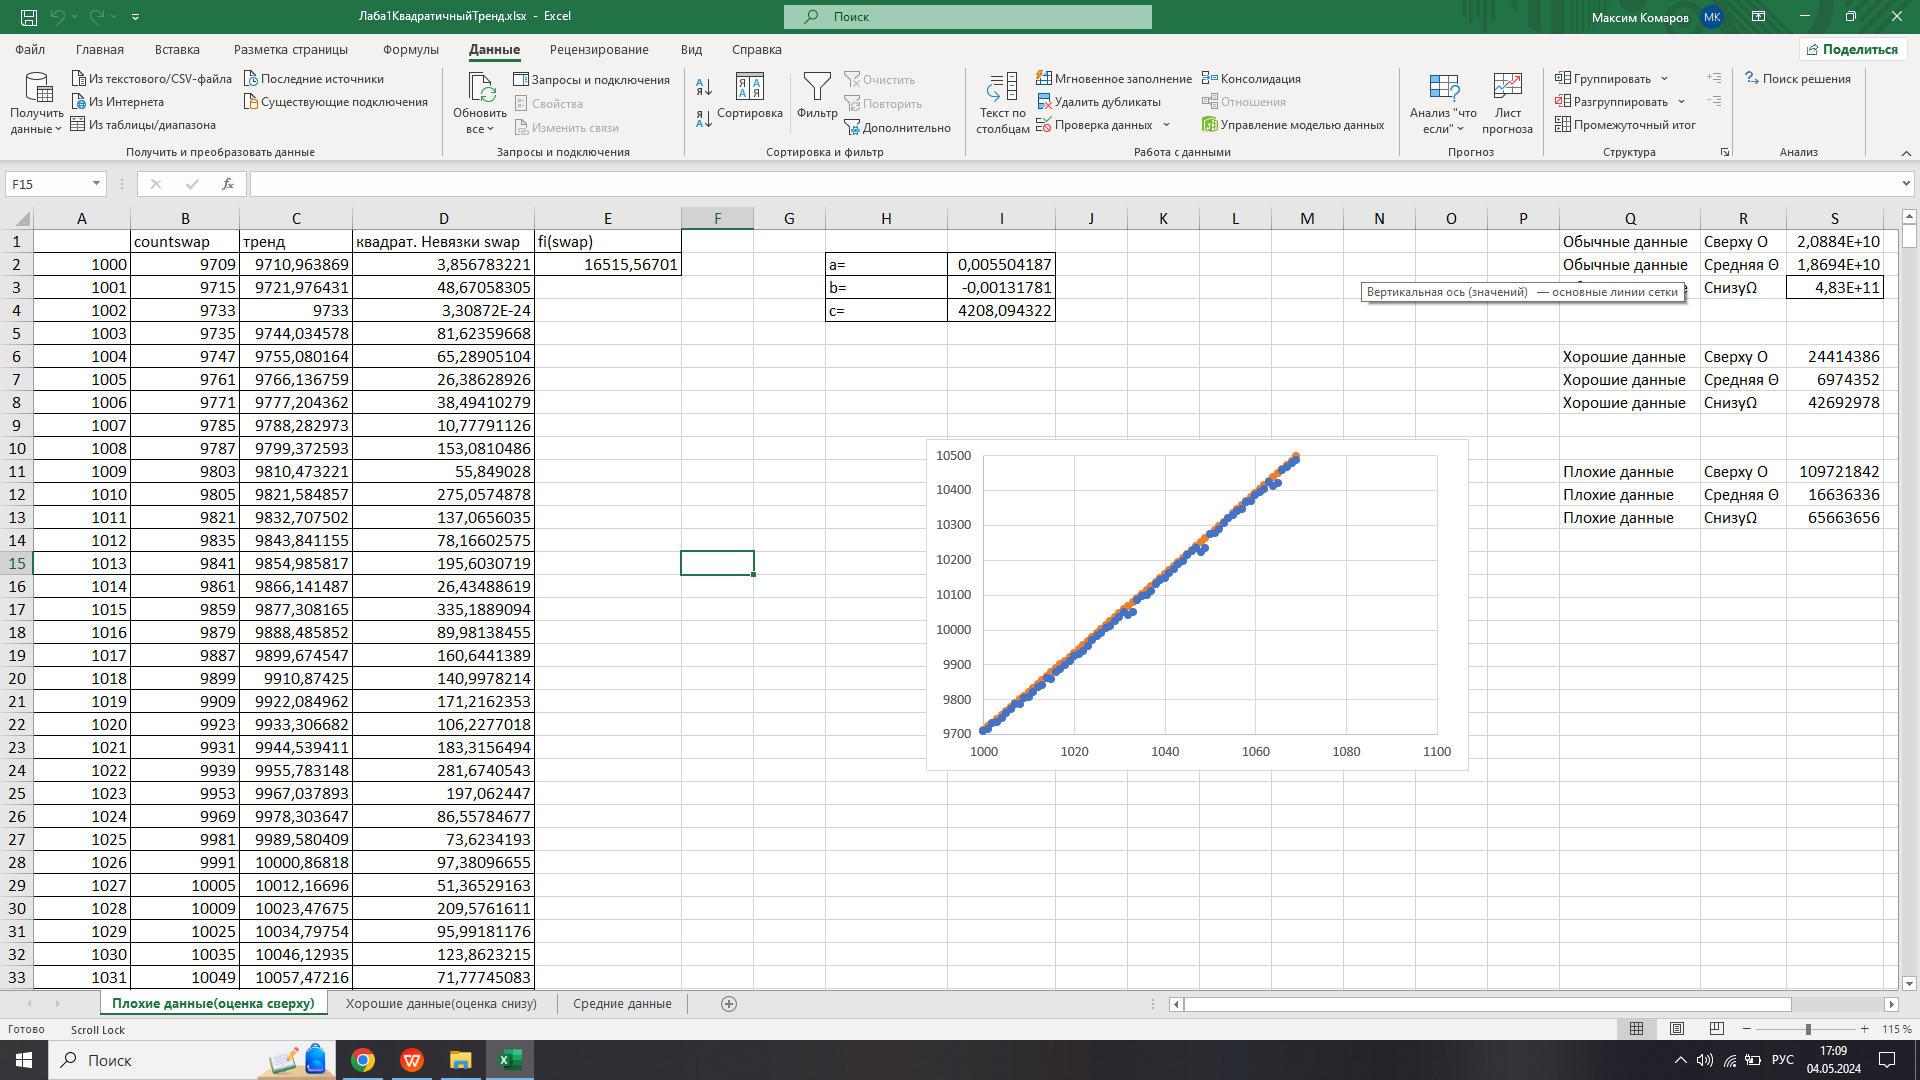 Лаба1КвадратичныйТренд.xlsx - Excel
Поиск
Максим Комаров
МК
Файл
Главная
Вставка
Разметка страницы
Формулы
Данные
Рецензирование
Вид
Справка
Поделиться
Получить данные
Из текстового/CSV-файла
Из Интернета
Из таблицы/диапазона
Последние источники
Существующие подключения
Получить и преобразовать данные
Обновить все
Запросы и подключения
Свойства
Изменить связи
Запросы и подключения
Сортировка
Фильтр
Очистить
Повторить
Дополнительно
Сортировка и фильтр
Текст по столбцам
Мгновенное заполнение
Удалить дубликаты
Проверка данных
Консолидация
Отношения
Управление моделью данных
Работа с данными
Анализ "что если"
Лист прогноза
Прогноз
Группировать
Разгруппировать
Промежуточный итог
Структура
Поиск решения
Анализ
F15
fx
A B C D E F G H I J K L M N O P Q R S
1 countswap тренд квадрат. Невязки swap fi(swap) Обычные данные Сверху О 2,0884E+10
2 1000 9709 9710,963869 3,856783221 16515,56701 a= 0,005504187 Обычные данные Средняя Θ 1,8694E+10
3 1001 9715 9721,976431 48,67058305 b= -0,00131781 Вертикальная ось (значений) — основные линии сетки СнизуΩ 4,83E+11
4 1002 9733 9733 3,30872E-24 c= 4208,094322
5 1003 9735 9744,034578 81,62359668
6 1004 9747 9755,080164 65,28905104 Хорошие данные Сверху О 24414386
7 1005 9761 9766,136759 26,38628926 Хорошие данные Средняя Θ 6974352
8 1006 9771 9777,204362 38,49410279 Хорошие данные СнизуΩ 42692978
9 1007 9785 9788,282973 10,77791126
10 1008 9787 9799,372593 153,0810486
11 1009 9803 9810,473221 55,849028 Плохие данные Сверху О 109721842
12 1010 9805 9821,584857 275,0574878 Плохие данные Средняя Θ 16636336
13 1011 9821 9832,707502 137,0656035 Плохие данные СнизуΩ 65663656
14 1012 9835 9843,841155 78,16602575
15 1013 9841 9854,985817 195,6030719
16 1014 9861 9866,141487 26,43488619
17 1015 9859 9877,308165 335,1889094
18 1016 9879 9888,485852 89,98138455
19 1017 9887 9899,674547 160,6441389
20 1018 9899 9910,87425 140,9978214
21 1019 9909 9922,084962 171,2162353
22 1020 9923 9933,306682 106,2277018
23 1021 9931 9944,539411 183,3156494
24 1022 9939 9955,783148 281,6740543
25 1023 9953 9967,037893 197,062447
26 1024 9969 9978,303647 86,55784677
27 1025 9981 9989,580409 73,6234193
28 1026 9991 10000,86818 97,38096655
29 1027 10005 10012,16696 51,36529163
30 1028 10009 10023,47675 209,5761611
31 1029 10025 10034,79754 95,99181176
32 1030 10035 10046,12935 123,8623215
33 1031 10049 10057,47216 71,77745083
10500
10400
10300
10200
10100
10000
9900
9800
9700
1000 1020 1040 1060 1080 1100
Плохие данные(оценка сверху)
Хорошие данные(оценка снизу)
Средние данные
Готово
Scroll Lock
115 %
Поиск
РУС
17:09
04.05.2024